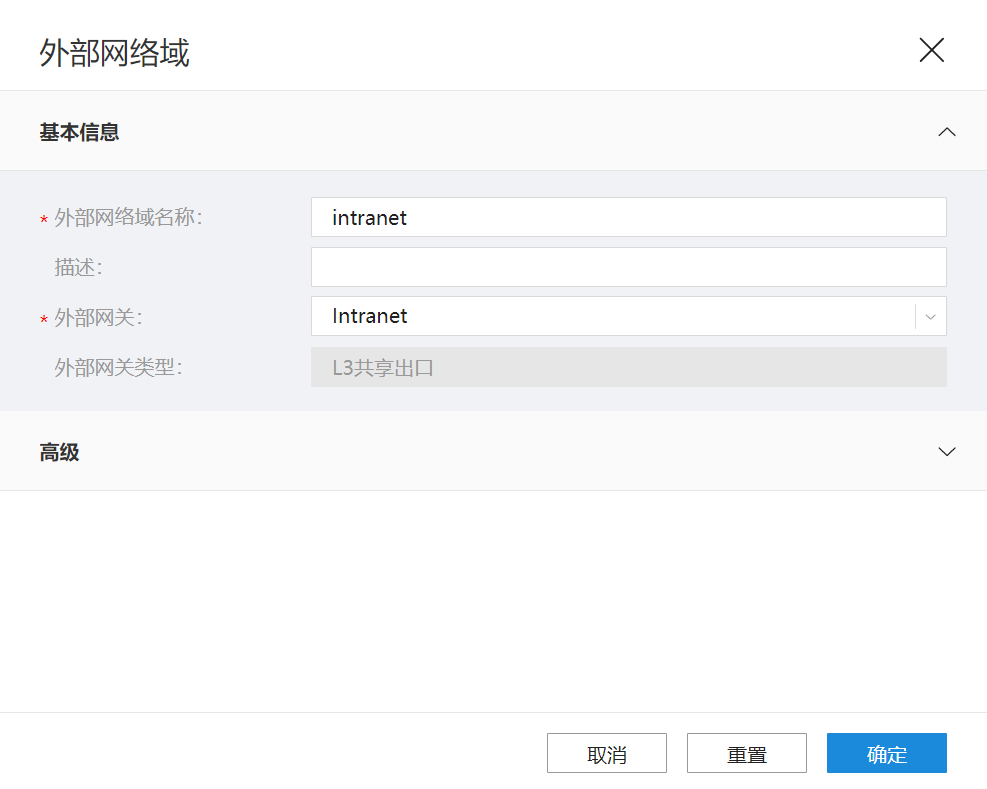 外部网络域
基本信息
* 外部网络域名称: intranet
描述:
* 外部网关: Intranet
外部网关类型: L3共享出口
高级
取消 重置 确定